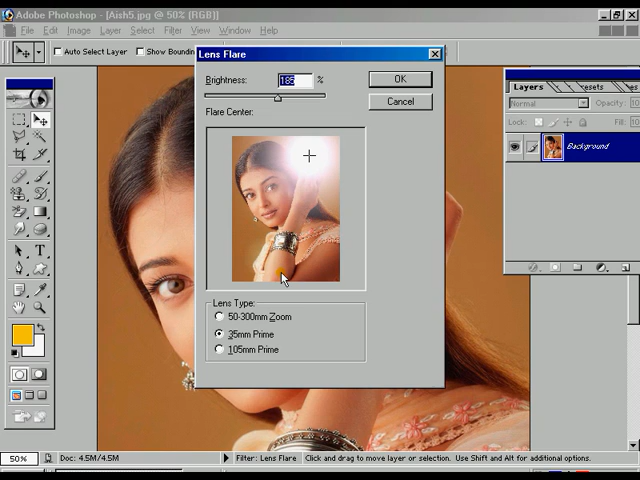 Adobe Photoshop - [Aish5.jpg @ 50% (RGB)]
File Edit Image Layer Select Filter View Window Help
Auto Select Layer Show Bounding
Lens Flare
Brightness: 185 %
OK
Cancel
Flare Center:
Lens Type:
50-300mm Zoom
35mm Prime
105mm Prime
Layers
Normal
Opacity:
Lock:
Fill:
Background
50% Doc: 4.5M/4.5M Filter: Lens Flare Click and drag to move layer or selection. Use Shift and Alt for additional options.